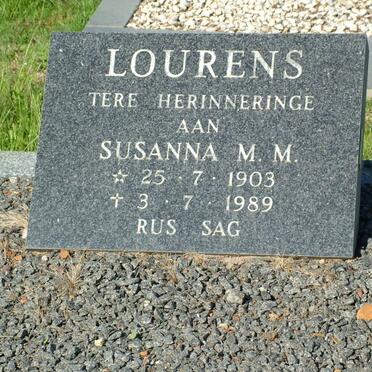 LOURENS
TERE HERINNERINGE
AAN
SUSANNA M. M.
☆ 25 · 7 · 1903
✝ 3 · 7 · 1989
RUS SAG